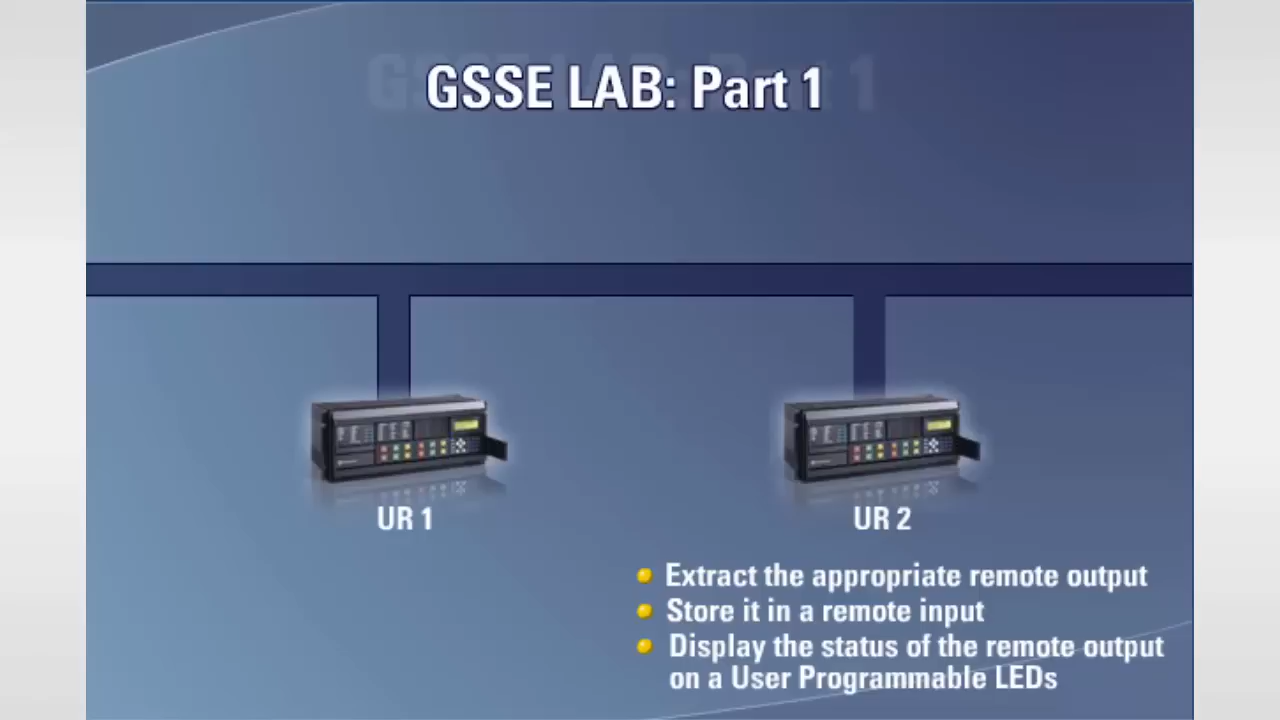 GSSE LAB: Part 1
UR 1
UR 2
Extract the appropriate remote output
Store it in a remote input
Display the status of the remote output
on a User Programmable LEDs